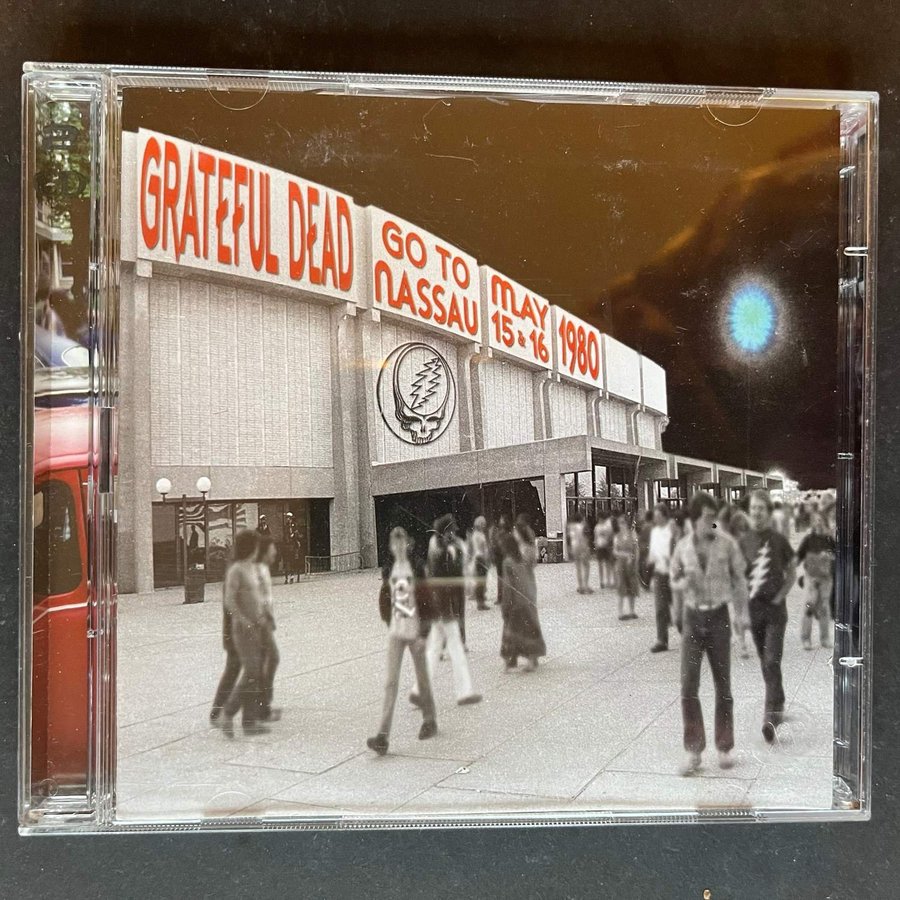 GRATEFUL DEAD
GO TO
NASSAU
MAY
15 & 16
1980